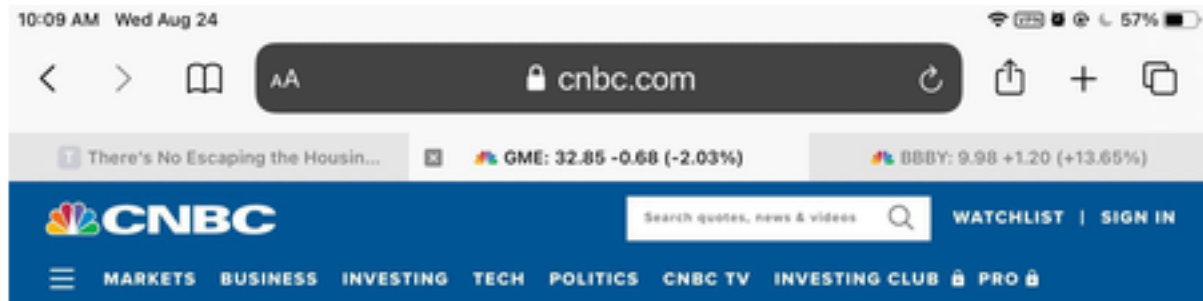 10:09 AM Wed Aug 24 VPN 57%
AA cnbc.com
There's No Escaping the Housin... GME: 32.85 -0.68 (-2.03%) BBBY: 9.98 +1.20 (+13.65%)
CNBC Search quotes, news & videos WATCHLIST | SIGN IN
MARKETS BUSINESS INVESTING TECH POLITICS CNBC TV INVESTING CLUB PRO